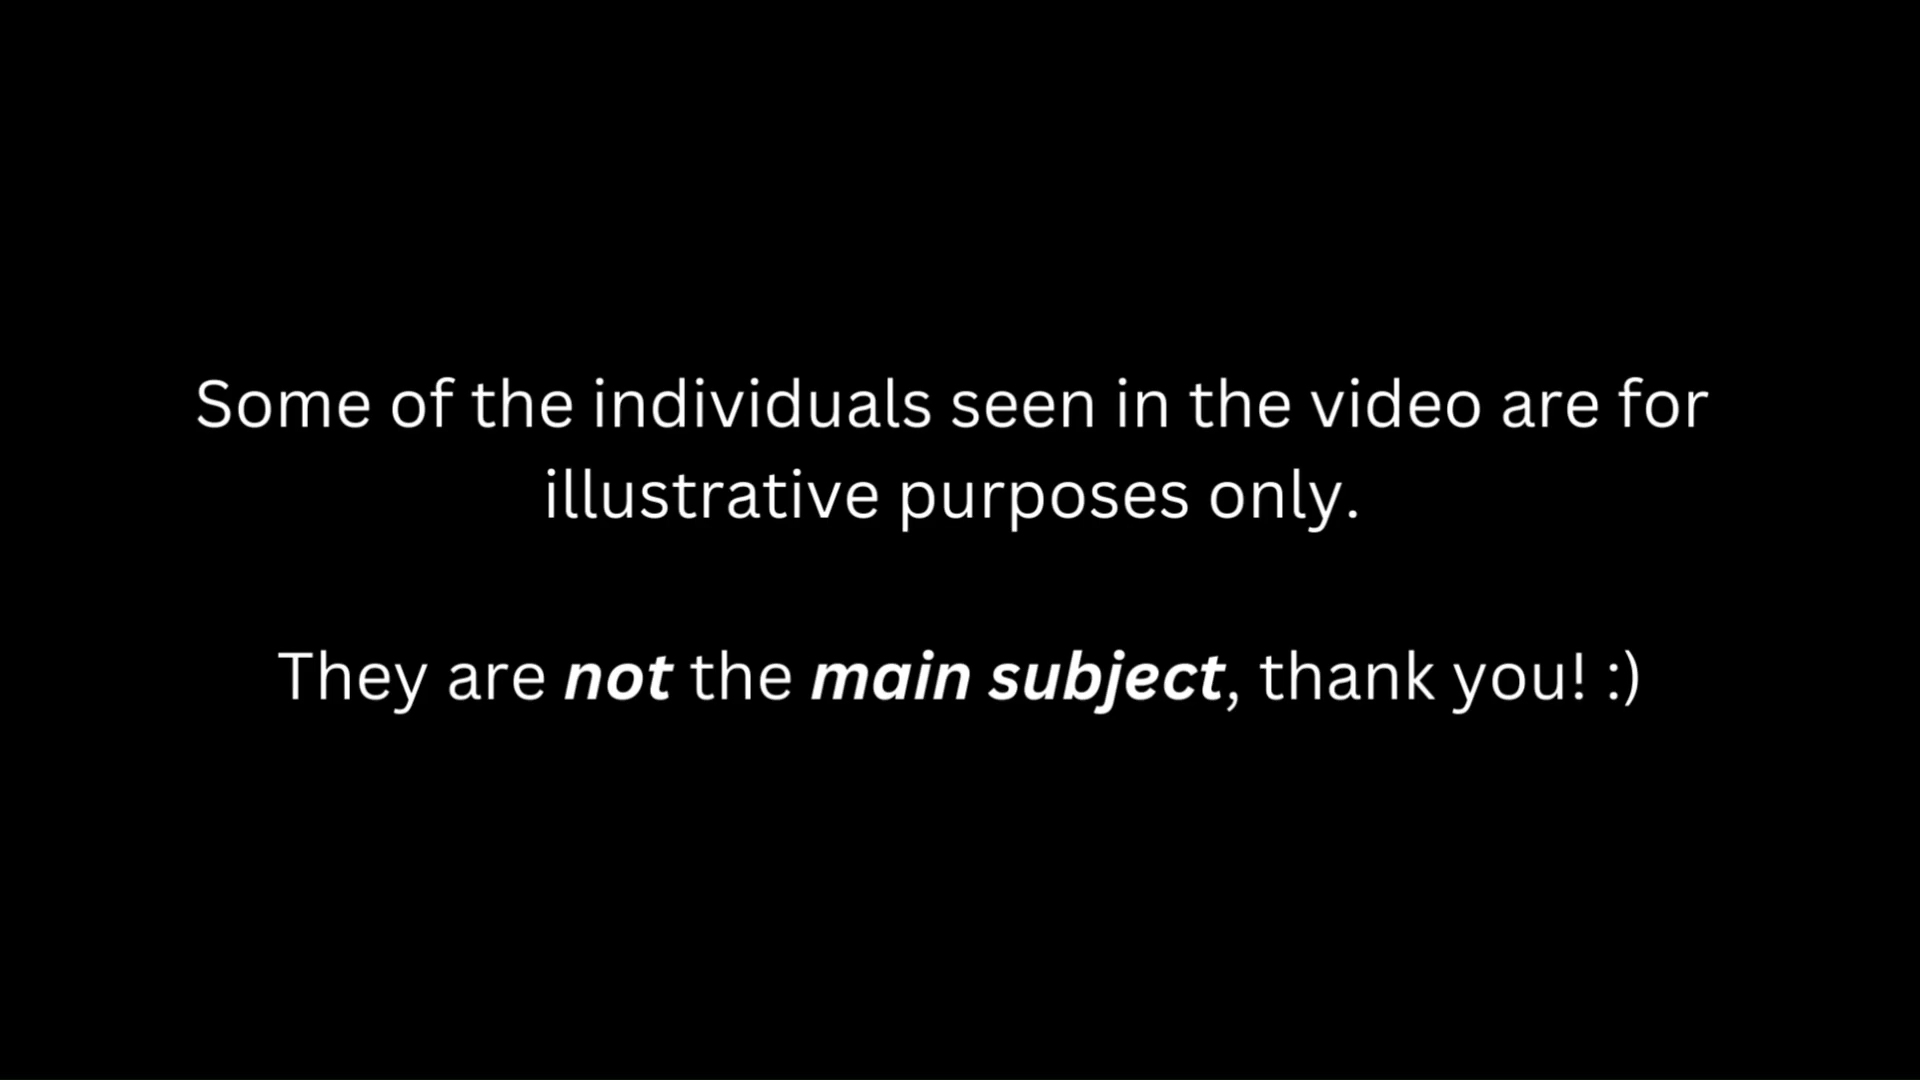 Some of the individuals seen in the video are for
illustrative purposes only.
They are not the main subject, thank you! :)